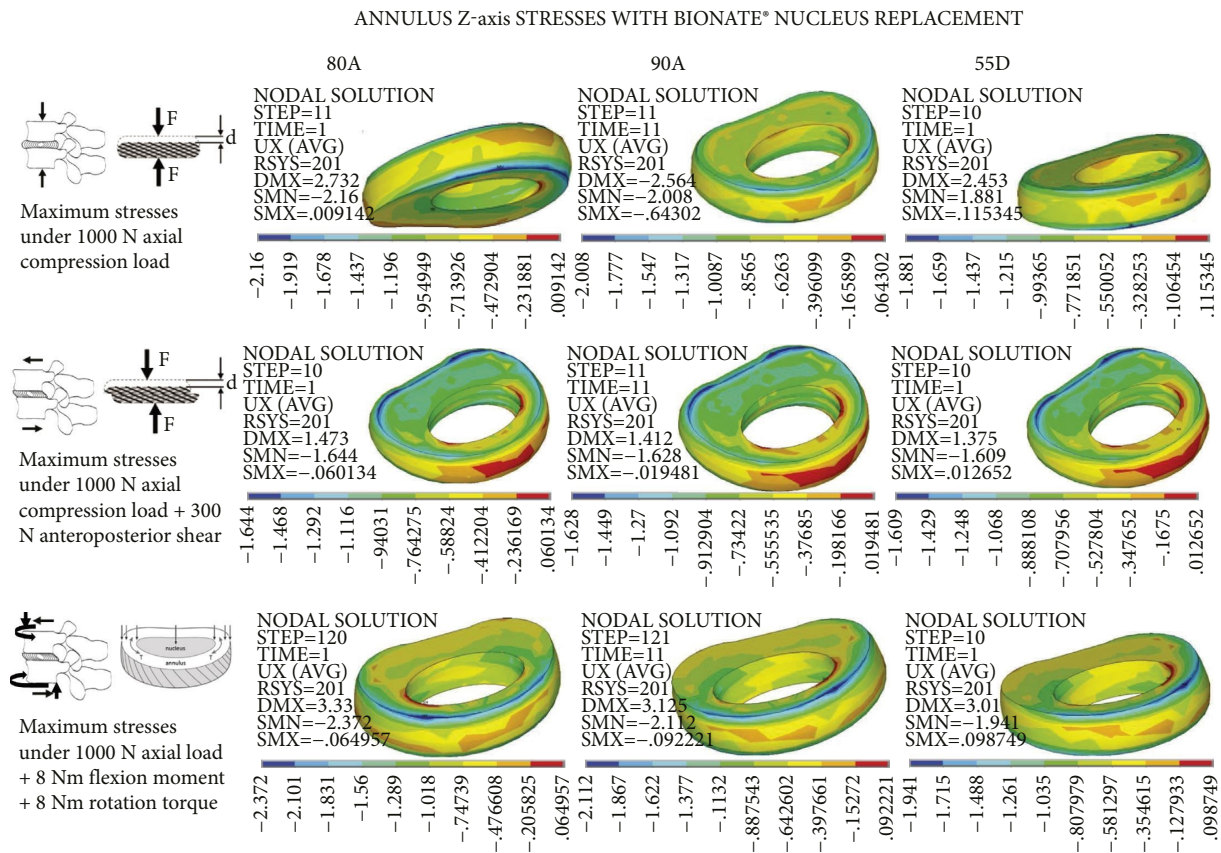 ANNULUS Z-axis STRESSES WITH BIONATE® NUCLEUS REPLACEMENT
80A
90A
55D
F
d
F
Maximum stresses
under 1000 N axial
compression load
NODAL SOLUTION
STEP=11
TIME=1
UX (AVG)
RSYS=201
DMX=2.732
SMN=−2.16
SMX=.009142
−2.16
−1.919
−1.678
−1.437
−1.196
−.954949
−.713926
−.472904
−.231881
.009142
NODAL SOLUTION
STEP=11
TIME=11
UX (AVG)
RSYS=201
DMX=−2.564
SMN=−2.008
SMX=−.64302
−2.008
−1.777
−1.547
−1.317
−1.0087
−.8565
−.6263
−.396099
−.165899
.064302
NODAL SOLUTION
STEP=10
TIME=1
UX (AVG)
RSYS=201
DMX=2.453
SMN=1.881
SMX=.115345
−1.881
−1.659
−1.437
−1.215
−.99365
−.771851
−.550052
−.328253
−.106454
.115345
F
d
F
Maximum stresses
under 1000 N axial
compression load + 300
N anteroposterior shear
NODAL SOLUTION
STEP=10
TIME=1
UX (AVG)
RSYS=201
DMX=1.473
SMN=−1.644
SMX=−.060134
−1.644
−1.468
−1.292
−1.116
−94031
−.764275
−.58824
−.412204
−.236169
.060134
NODAL SOLUTION
STEP=11
TIME=11
UX (AVG)
RSYS=201
DMX=1.412
SMN=−1.628
SMX=−.019481
−1.628
−1.449
−1.27
−1.092
−.912904
−.73422
−.555535
−.37685
−.198166
.019481
NODAL SOLUTION
STEP=10
TIME=1
UX (AVG)
RSYS=201
DMX=1.375
SMN=−1.609
SMX=.012652
−1.609
−1.429
−1.248
−1.068
−.888108
−.707956
−.527804
−.347652
−.1675
.012652
nucleus
T
T
annulus
Maximum stresses
under 1000 N axial load
+ 8 Nm flexion moment
+ 8 Nm rotation torque
NODAL SOLUTION
STEP=120
TIME=1
UX (AVG)
RSYS=201
DMX=3.33
SMN=−2.372
SMX=−.064957
−2.372
−2.101
−1.831
−1.56
−1.289
−1.018
−.74739
−.476608
−.205825
.064957
NODAL SOLUTION
STEP=121
TIME=11
UX (AVG)
RSYS=201
DMX=3.125
SMN=−2.112
SMX=−.092221
−2.112
−1.867
−1.622
−1.377
−.1132
−.887543
−.642602
−.397661
−.15272
.092221
NODAL SOLUTION
STEP=10
TIME=1
UX (AVG)
RSYS=201
DMX=3.01
SMN=−1.941
SMX=.098749
−1.941
−1.715
−1.488
−1.261
−1.035
−.807979
−.581297
−.354615
−.127933
.098749